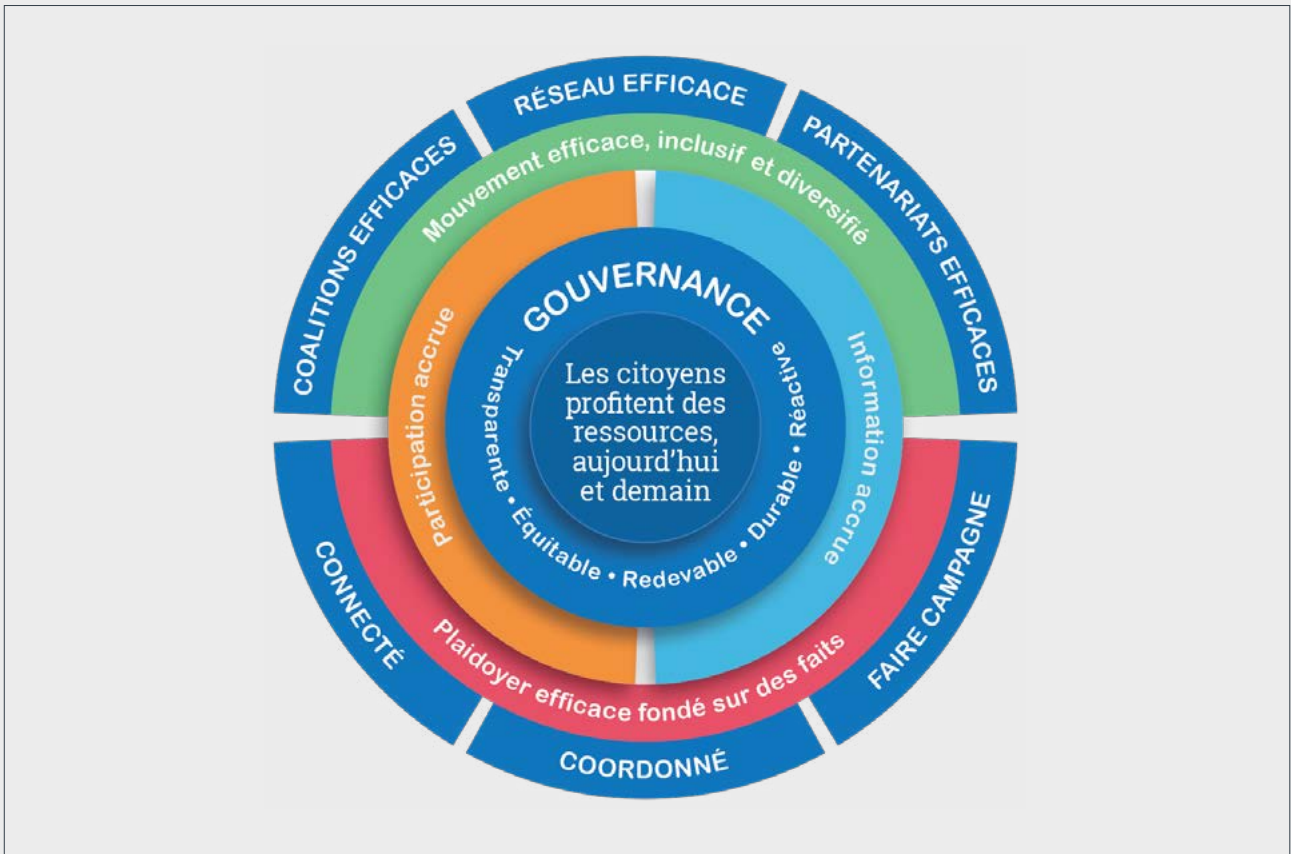 RÉSEAU EFFICACE
COALITIONS EFFICACES
PARTENARIATS EFFICACES
Mouvement efficace, inclusif et diversifié
Participation accrue
Information accrue
GOUVERNANCE
Transparente • Équitable • Redevable • Durable • Réactive
Les citoyens
profitent des
ressources,
aujourd'hui
et demain
Plaidoyer efficace fondé sur des faits
CONNECTÉ
COORDONNÉ
FAIRE CAMPAGNE